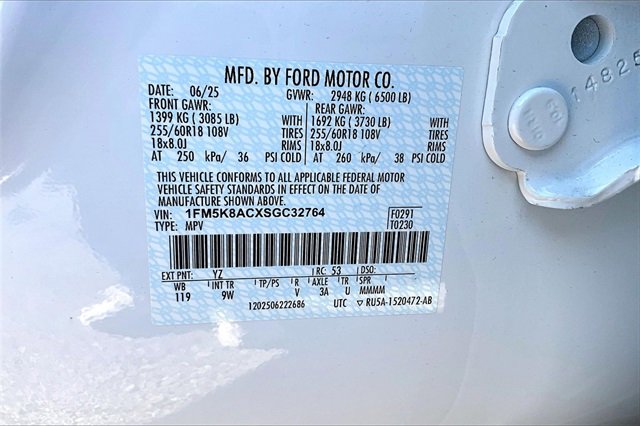 MFD. BY FORD MOTOR CO.
DATE: 06/25 GVWR: 2948 KG ( 6500 LB)
FRONT GAWR: REAR GAWR:
1399 KG ( 3085 LB) WITH 1692 KG ( 3730 LB) WITH
255/60R18 108V TIRES 255/60R18 108V TIRES
18x8.0J RIMS 18x8.0J RIMS
AT 250 kPa/ 36 PSI COLD AT 260 kPa/ 38 PSI COLD
THIS VEHICLE CONFORMS TO ALL APPLICABLE FEDERAL MOTOR
VEHICLE SAFETY STANDARDS IN EFFECT ON THE DATE OF
MANUFACTURE SHOWN ABOVE.
VIN: 1FM5K8ACXSGC32764 F0291
TYPE: MPV T0230
EXT PNT: YZ RC: 53
WB INT TR TP/PS R AXLE TR SPR
119 9W V 3A U MMMM
1202506222686 UTC RU5A-1520472-AB
14825